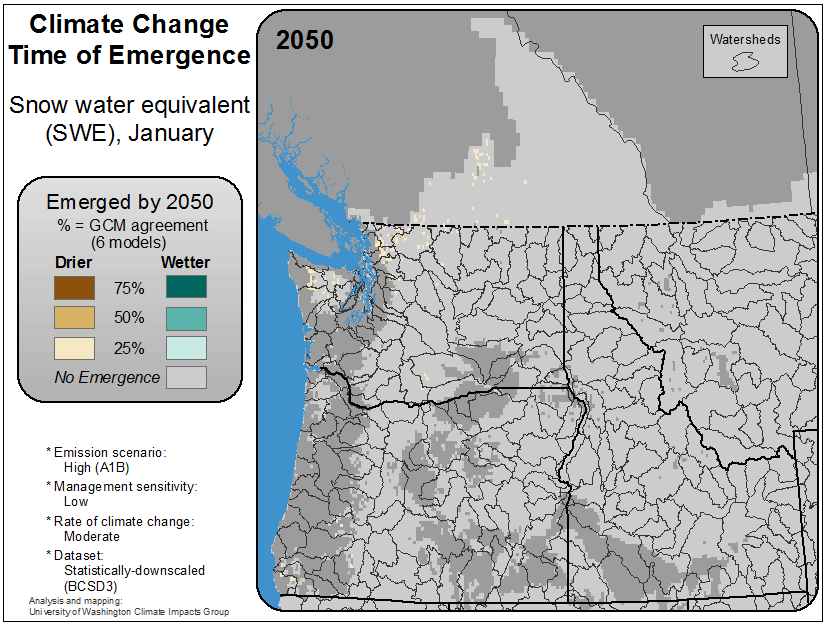 Climate Change
Time of Emergence
Snow water equivalent
(SWE), January
Emerged by 2050
% = GCM agreement
(6 models)
Drier
Wetter
75%
50%
25%
No Emergence
* Emission scenario:
High (A1B)
* Management sensitivity:
Low
* Rate of climate change:
Moderate
* Dataset:
Statistically-downscaled
(BCSD3)
Analysis and mapping:
University of Washington Climate Impacts Group
2050
Watersheds